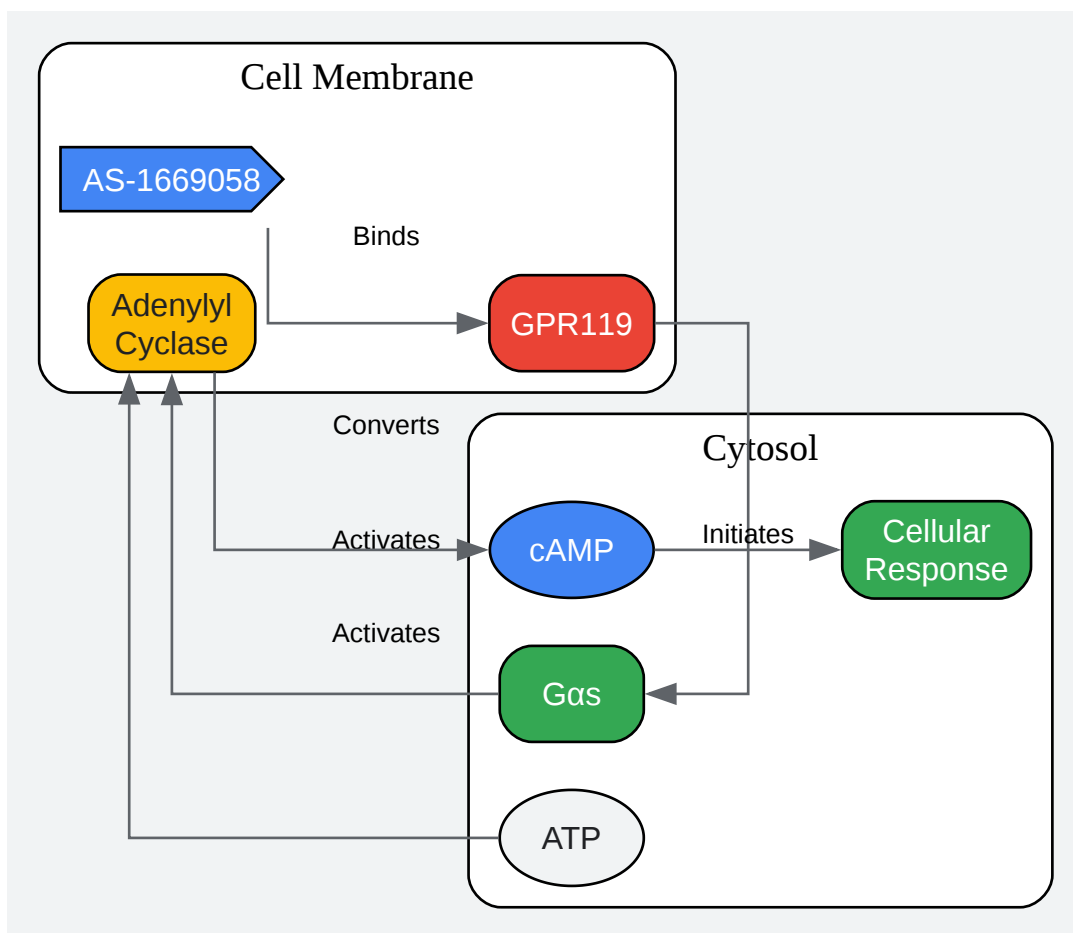 Cell Membrane
AS-1669058
Binds
Adenylyl
Cyclase
GPR119
Converts
Cytosol
Activates
cAMP
Initiates
Cellular
Response
Activates
Gαs
ATP